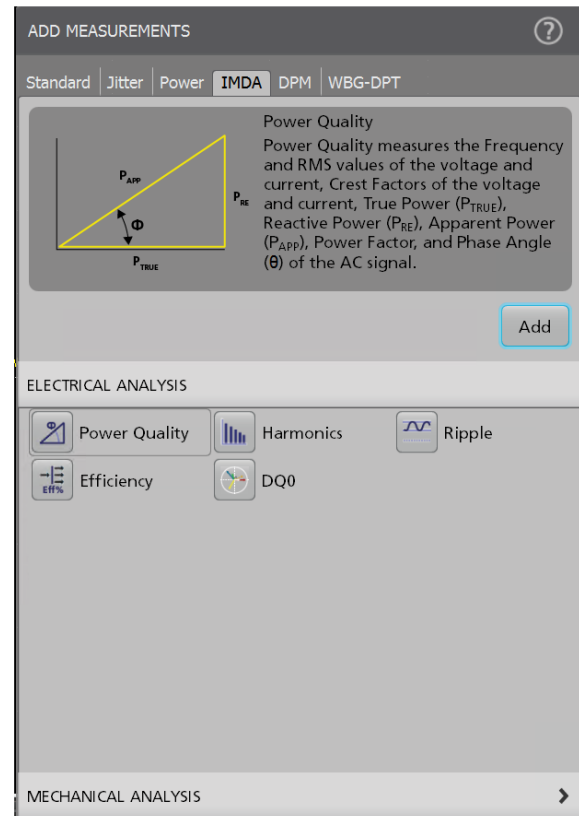 ADD MEASUREMENTS
?
Standard Jitter Power IMDA DPM WBG-DPT
Power Quality
Power Quality measures the Frequency
and RMS values of the voltage and
current, Crest Factors of the voltage
and current, True Power (PTRUE),
Reactive Power (PRE), Apparent Power
(PAPP), Power Factor, and Phase Angle
(θ) of the AC signal.
PAPP
PRE
Φ
PTRUE
Add
ELECTRICAL ANALYSIS
Φ Power Quality Harmonics Ripple
Eff% Efficiency DQ0
MECHANICAL ANALYSIS